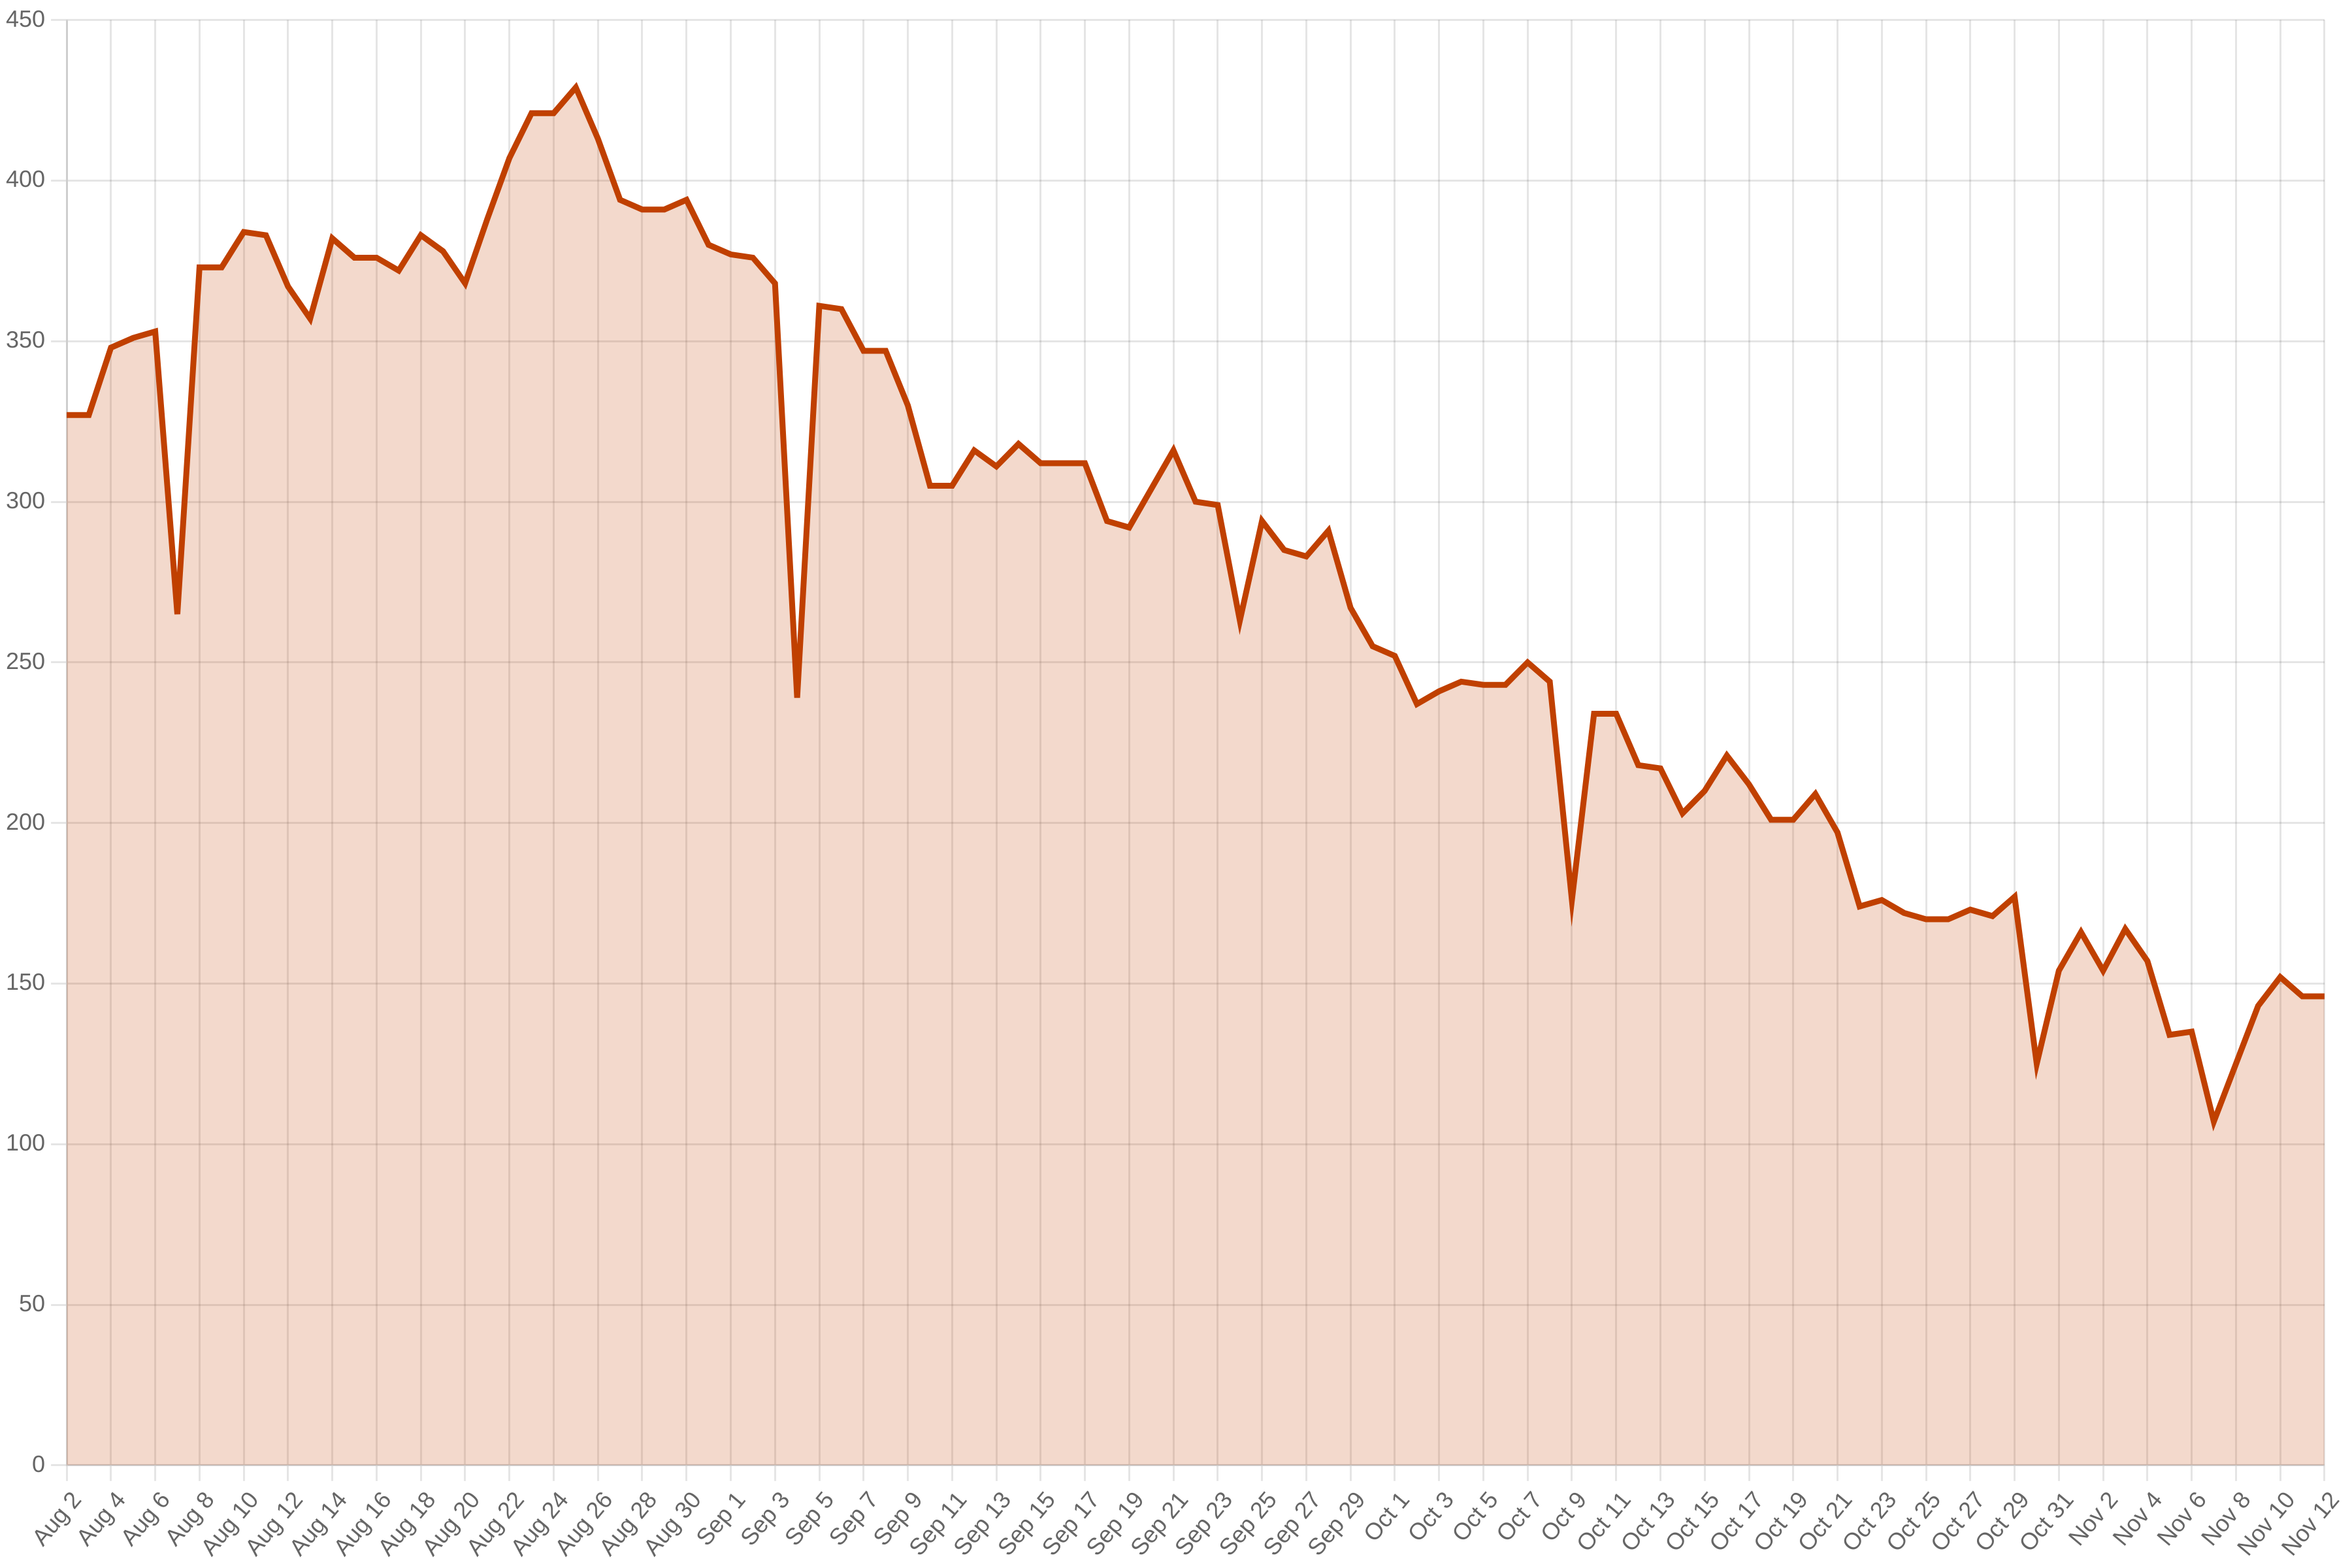 450
400
350
300
250
200
150
100
50
0
Aug 2
Aug 4
Aug 6
Aug 8
Aug 10
Aug 12
Aug 14
Aug 16
Aug 18
Aug 20
Aug 22
Aug 24
Aug 26
Aug 28
Aug 30
Sep 1
Sep 3
Sep 5
Sep 7
Sep 9
Sep 11
Sep 13
Sep 15
Sep 17
Sep 19
Sep 21
Sep 23
Sep 25
Sep 27
Sep 29
Oct 1
Oct 3
Oct 5
Oct 7
Oct 9
Oct 11
Oct 13
Oct 15
Oct 17
Oct 19
Oct 21
Oct 23
Oct 25
Oct 27
Oct 29
Oct 31
Nov 2
Nov 4
Nov 6
Nov 8
Nov 10
Nov 12